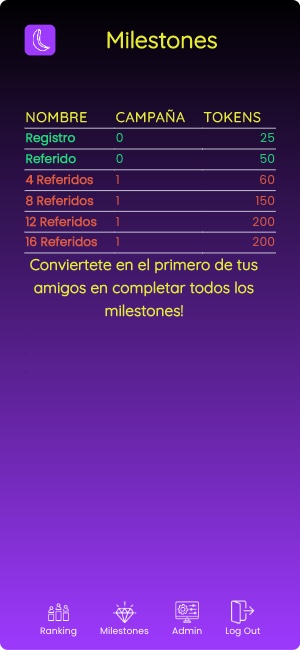 Milestones
NOMBRE CAMPAÑA TOKENS
Registro 0 25
Referido 0 50
4 Referidos 1 60
8 Referidos 1 150
12 Referidos 1 200
16 Referidos 1 200
Conviertete en el primero de tus
amigos en completar todos los
milestones!
Ranking Milestones Admin Log Out